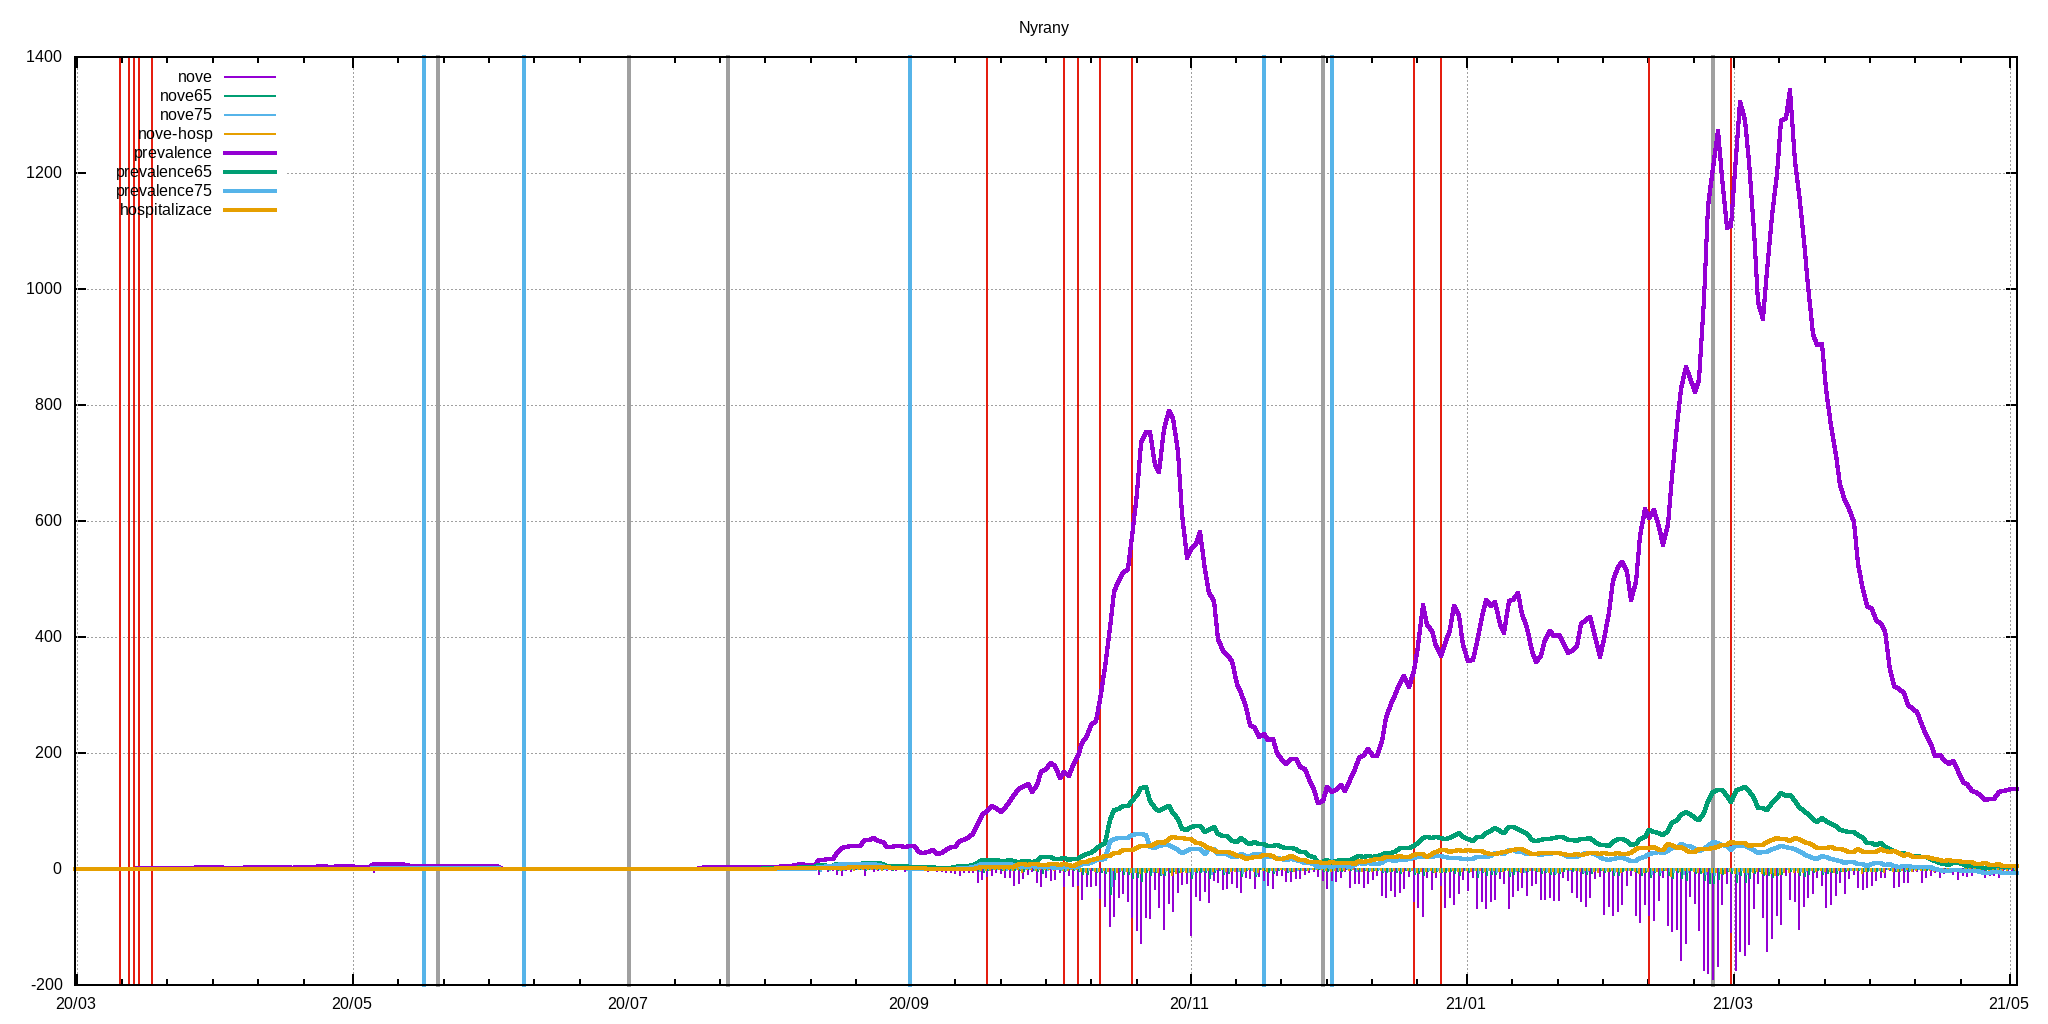 Nyrany
1400
1200
1000
800
600
400
200
0
-200
nove
nove65
nove75
nove-hosp
prevalence
prevalence65
prevalence75
hospitalizace
20/03 20/05 20/07 20/09 20/11 21/01 21/03 21/05